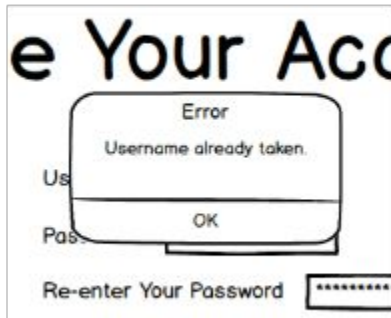 e Your Acc
Error
Username already taken.
Us
OK
Pas
Re-enter Your Password *********